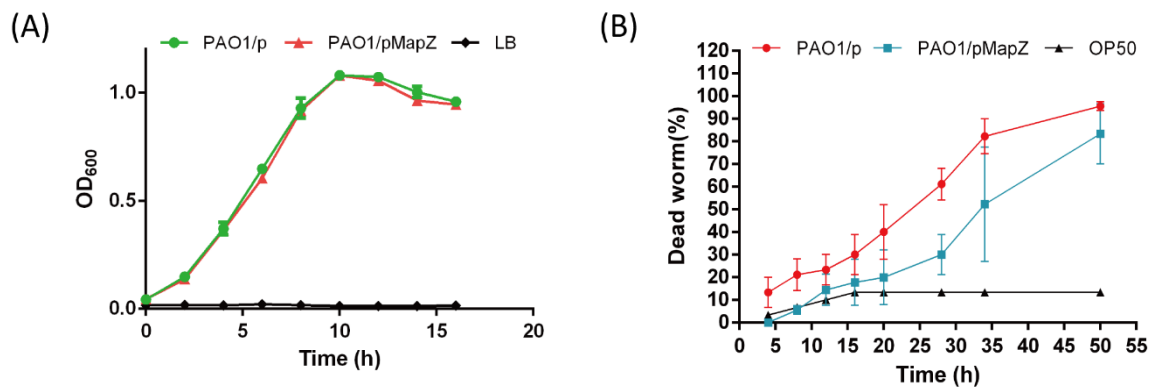 (A)
PAO1/p PAO1/pMapZ LB
OD600
1.0
0.5
0.0
0 5 10 15 20
Time (h)
(B)
PAO1/p PAO1/pMapZ OP50
Dead worm(%)
120
110
100
90
80
70
60
50
40
30
20
10
0
0 5 10 15 20 25 30 35 40 45 50 55
Time (h)